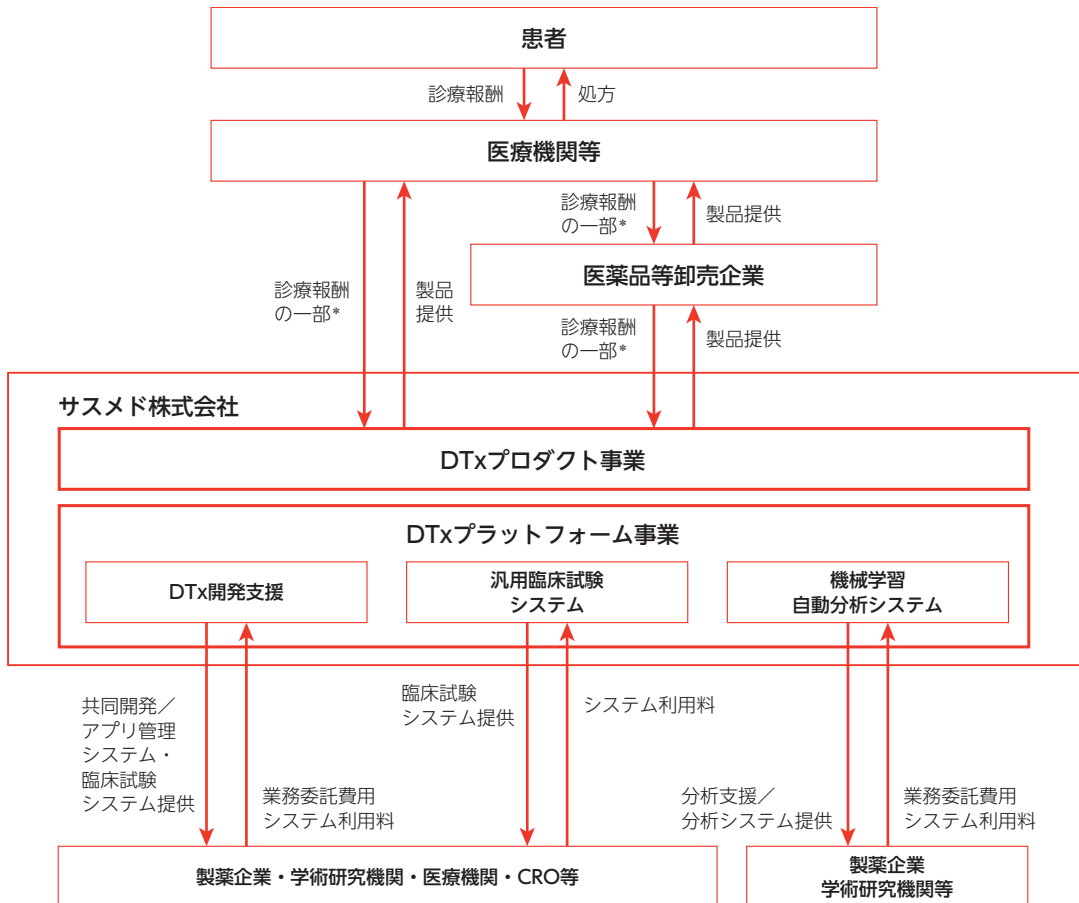 患者
診療報酬
処方
医療機関等
診療報酬
の一部*
製品提供
医薬品等卸売企業
診療報酬
の一部*
製品
提供
診療報酬
の一部*
製品提供
サスメド株式会社
DTxプロダクト事業
DTxプラットフォーム事業
DTx開発支援
汎用臨床試験
システム
機械学習
自動分析システム
共同開発／
アプリ管理
システム・
臨床試験
システム提供
業務委託費用
システム利用料
臨床試験
システム提供
システム利用料
分析支援／
分析システム提供
業務委託費用
システム利用料
製薬企業・学術研究機関・医療機関・CRO等
製薬企業
学術研究機関等